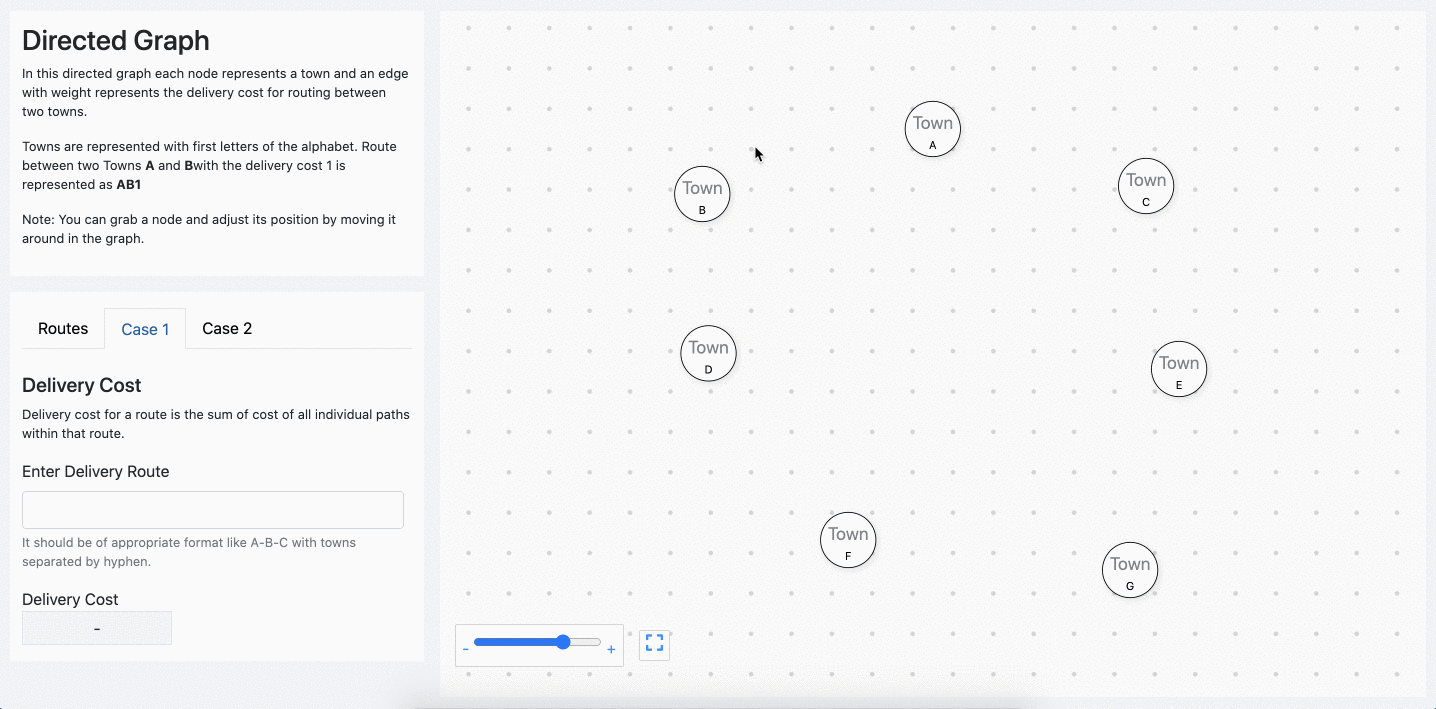 Directed Graph
In this directed graph each node represents a town and an edge
with weight represents the delivery cost for routing between
two towns.
Towns are represented with first letters of the alphabet. Route
between two Towns A and Bwith the delivery cost 1 is
represented as AB1
Note: You can grab a node and adjust its position by moving it
around in the graph.
Routes
Case 1
Case 2
Delivery Cost
Delivery cost for a route is the sum of cost of all individual paths
within that route.
Enter Delivery Route
It should be of appropriate format like A-B-C with towns
separated by hyphen.
Delivery Cost
-
Town
A
Town
B
Town
C
Town
D
Town
E
Town
F
Town
G
-
+